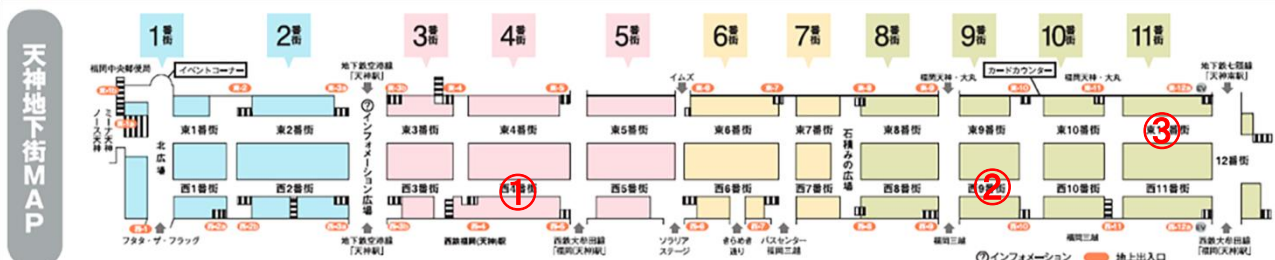 天神地下街MAP
1番街
2番街
3番街
4番街
5番街
6番街
7番街
8番街
9番街
10番街
11番街
福岡中央郵便局
イベントコーナー
地下鉄空港線
「天神駅」
イムズ
福岡天神・大丸
カードカウンター
福岡天神・大丸
地下鉄七隈線
「天神南駅」
ミーナ天神
ノース天神
北広場
東1番街
東2番街
?インフォメーション広場
東3番街
東4番街
東5番街
東6番街
東7番街
石積みの広場
東8番街
東9番街
東10番街
③
12番街
西1番街
西2番街
西3番街
①
西5番街
西6番街
西7番街
西8番街
②
西10番街
西11番街
フタタ・ザ・フラッグ
地下鉄空港線
「天神駅」
西鉄福岡(天神)駅
西鉄大牟田線
「福岡(天神)駅」
ソラリア
ステージ
きらめき
通り
バスセンター
福岡三越
福岡三越
福岡三越
西鉄大牟田線
「福岡(天神)駅」
?インフォメーション
地上出入口